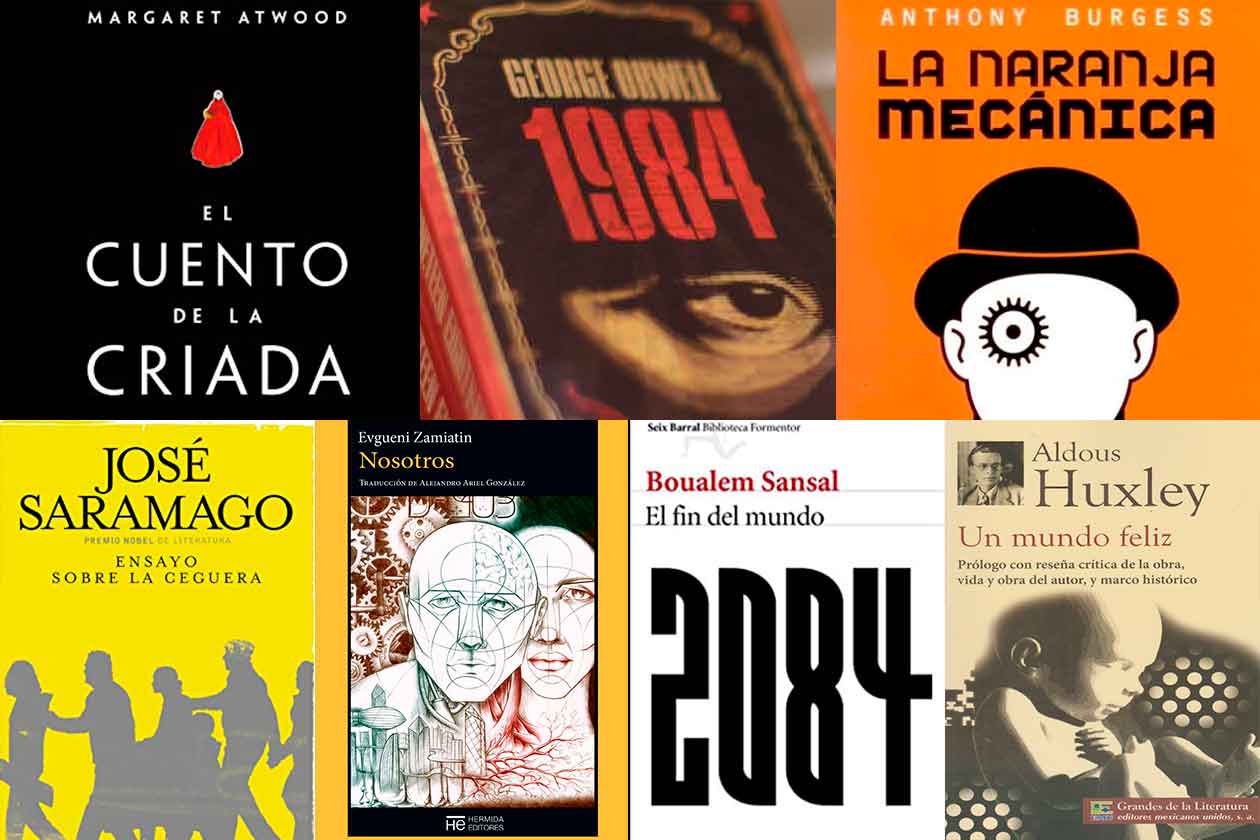 MARGARET ATWOOD
EL
CUENTO
DE LA
CRIADA
GEORGE ORWELL
1984
ANTHONY BURGESS
LA NARANJA
MECÁNICA
JOSÉ
SARAMAGO
PREMIO NOBEL DE LITERATURA
ENSAYO
SOBRE LA CEGUERA
Evgueni Zamiatin
Nosotros
Traducción de Alejandro Ariel González
HE HERMIDA
EDITORES
Seix Barral Biblioteca Formentor
Boualem Sansal
El fin del mundo
2084
Aldous
Huxley
Un mundo feliz
Prólogo con reseña crítica de la obra,
vida y obra del autor, y marco histórico
Grandes de la Literatura
editores mexicanos unidos, s. a.